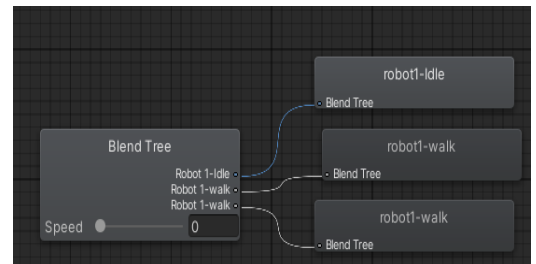 robot1-Idle
Blend Tree
Blend Tree
robot1-walk
Robot 1-Idle
Blend Tree
Robot 1-walk
Robot 1-walk
robot1-walk
Speed
0
Blend Tree